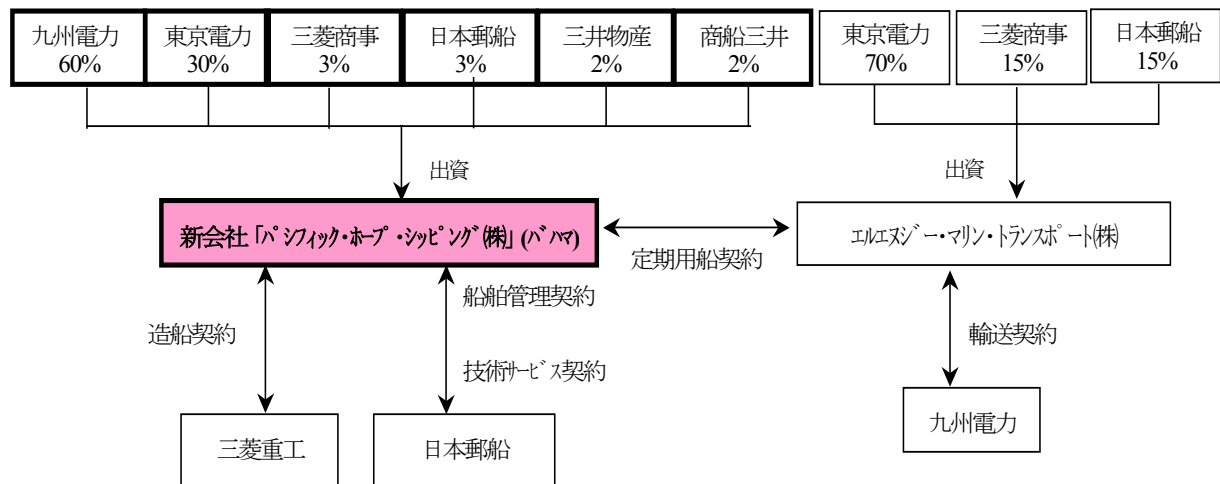 九州電力
60%
東京電力
30%
三菱商事
3%
日本郵船
3%
三井物産
2%
商船三井
2%
東京電力
70%
三菱商事
15%
日本郵船
15%
出資
出資
新会社「パシフィック・ホープ・シッピング㈱」(バハマ)
エルエヌジー・マリン・トランスポート㈱
定期用船契約
船舶管理契約
造船契約
輸送契約
技術サービス契約
九州電力
三菱重工
日本郵船